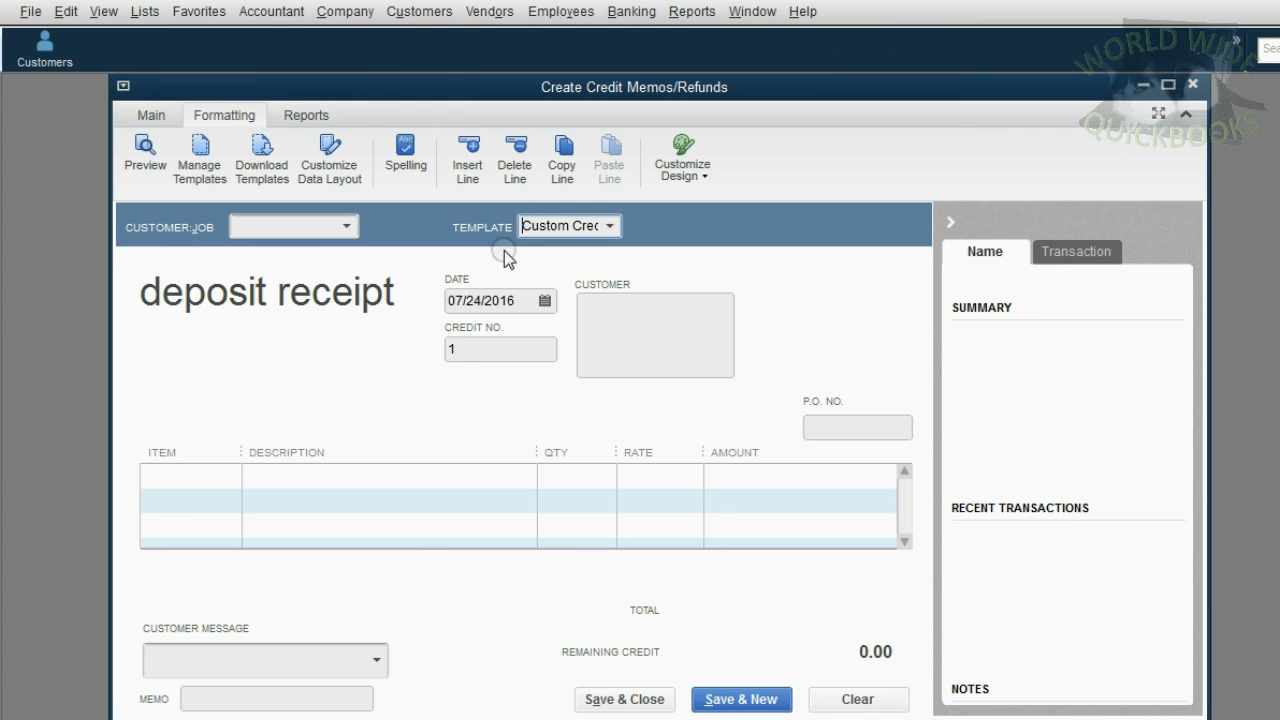 File Edit View Lists Favorites Accountant Company Customers Vendors Employees Banking Reports Window Help
Customers
» Sea
WORLD WIDE
QUICKBOOKS
Create Credit Memos/Refunds
Main Formatting Reports
Preview Manage Templates Download Templates Customize Data Layout Spelling Insert Line Delete Line Copy Line Paste Line Customize Design
CUSTOMER:JOB TEMPLATE Custom Cred
Name Transaction
deposit receipt
DATE
07/24/2016
CUSTOMER
CREDIT NO.
1
SUMMARY
P.O. NO.
ITEM DESCRIPTION QTY RATE AMOUNT
RECENT TRANSACTIONS
TOTAL
CUSTOMER MESSAGE
REMAINING CREDIT 0.00
MEMO
Save & Close Save & New Clear
NOTES